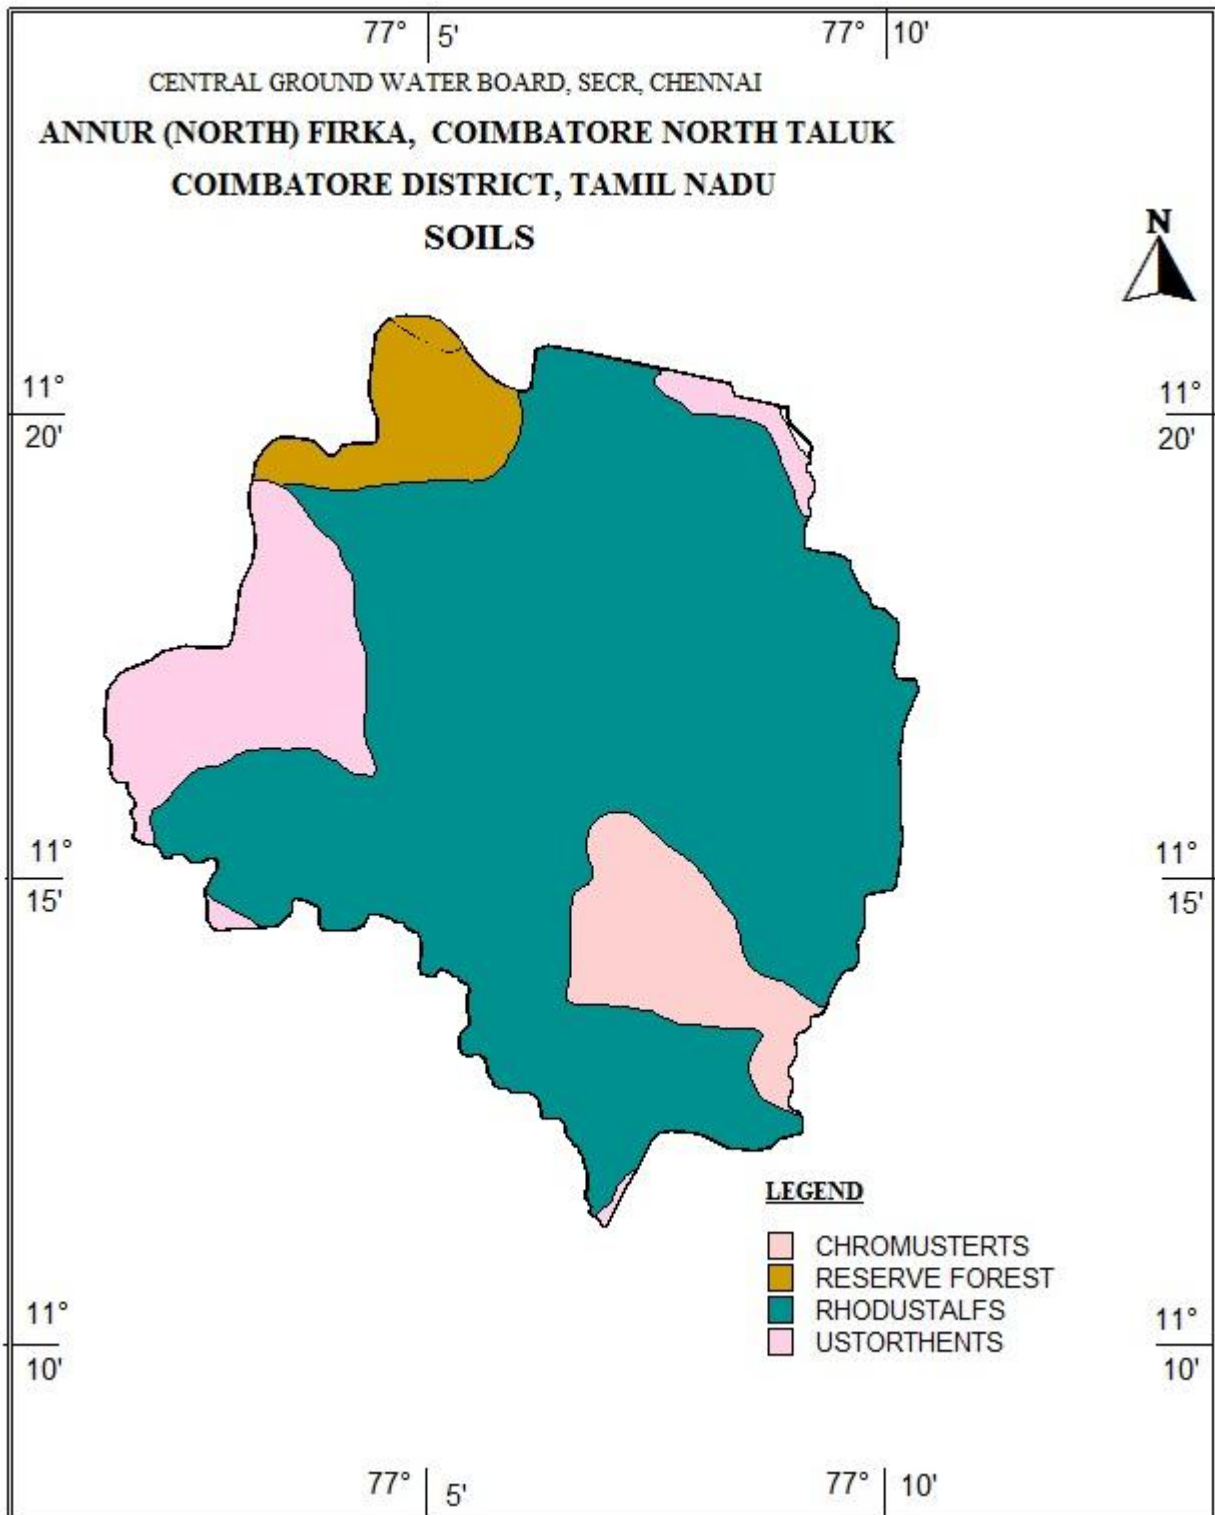 77° 5' 77° 10'
CENTRAL GROUND WATER BOARD, SECR, CHENNAI
ANNUR (NORTH) FIRKA, COIMBATORE NORTH TALUK
COIMBATORE DISTRICT, TAMIL NADU
SOILS
N
11° 11°
20' 20'
11° 11°
15' 15'
LEGEND
CHROMUSTERTS
RESERVE FOREST
RHODUSTALFS
USTORTHENTS
11° 11°
10' 10'
77° 5' 77° 10'